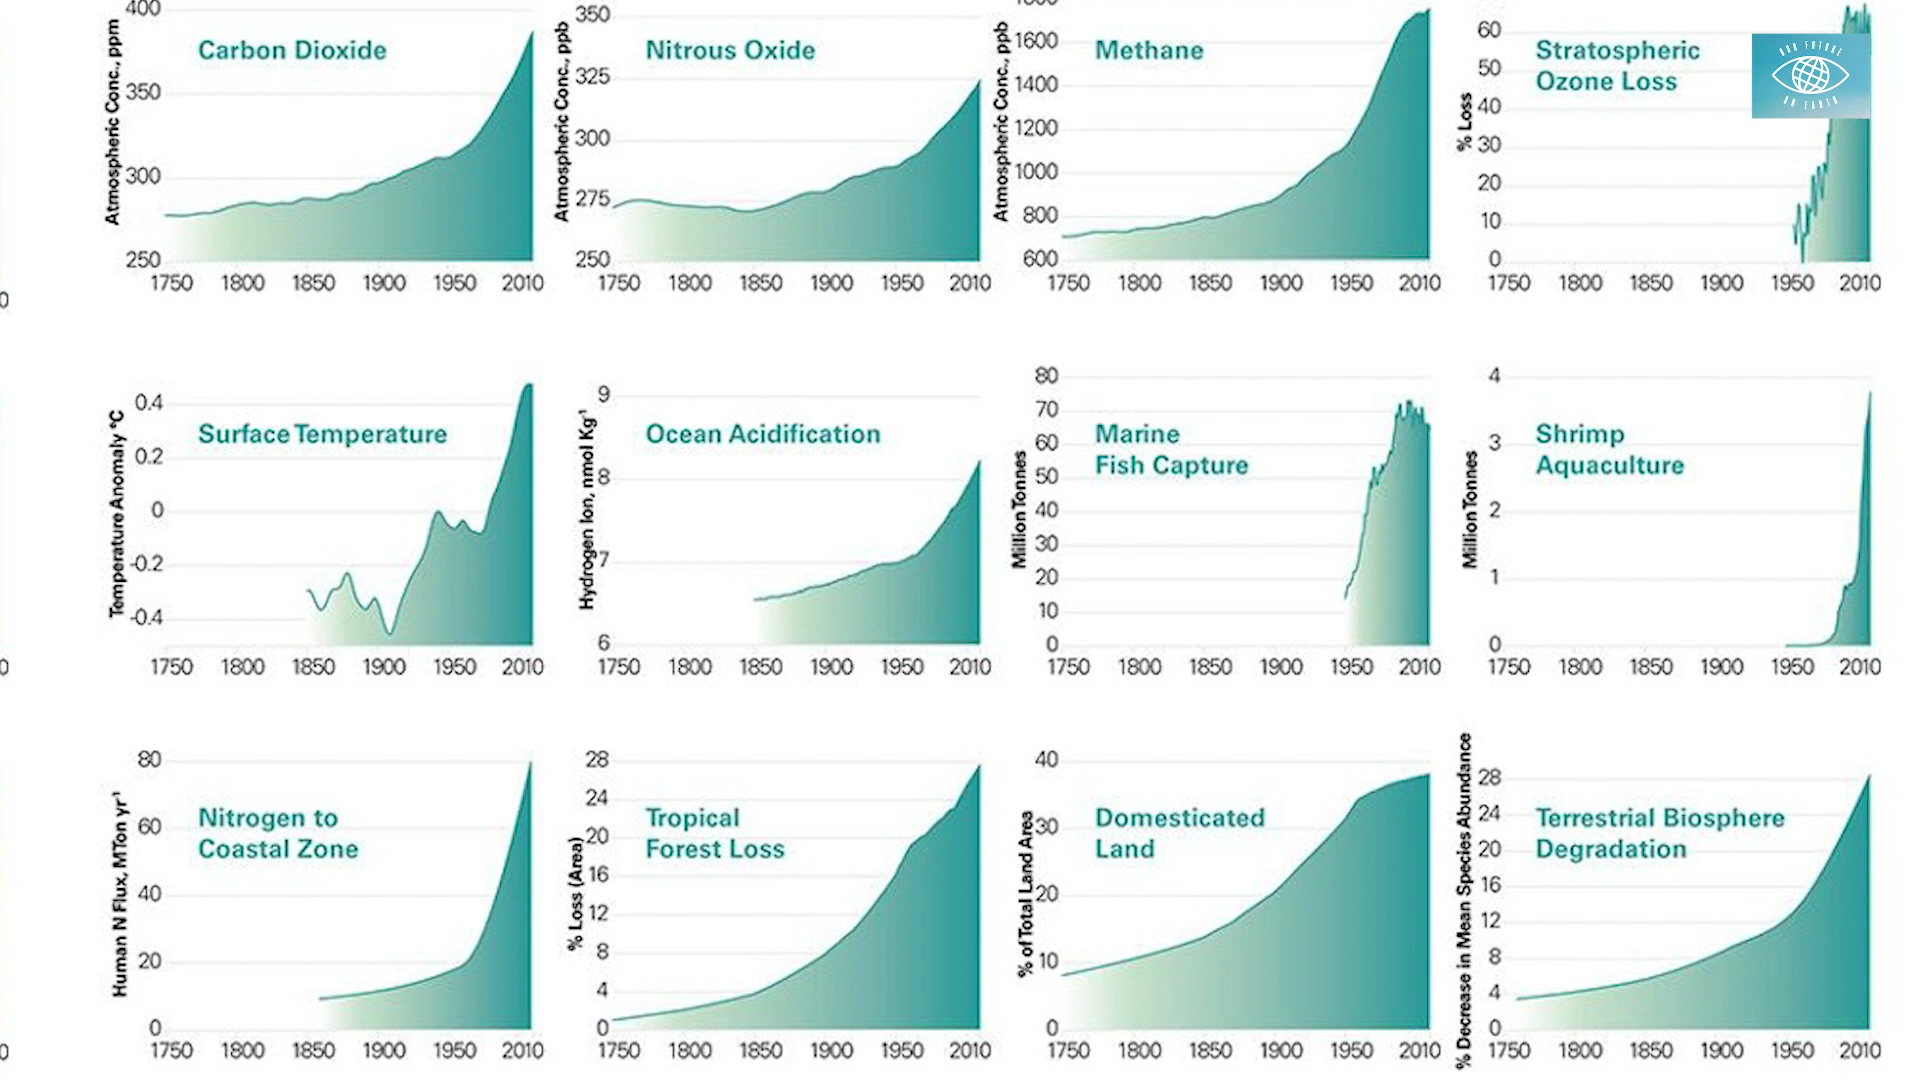 400
350
300
250
Atmospheric Conc., ppm
Carbon Dioxide
1750 1800 1850 1900 1950 2010
350
325
300
275
250
Atmospheric Conc., ppb
Nitrous Oxide
1750 1800 1850 1900 1950 2010
1600
1400
1200
1000
800
600
Atmospheric Conc., ppb
Methane
1750 1800 1850 1900 1950 2010
60
50
40
30
20
10
0
% Loss
Stratospheric
Ozone Loss
OUR FUTURE
ON EARTH
1750 1800 1850 1900 1950 2010
0
0.4
0.2
0
-0.2
-0.4
Temperature Anomaly °C
Surface Temperature
1750 1800 1850 1900 1950 2010
9
8
7
6
Hydrogen Ion, nmol Kg⁻¹
Ocean Acidification
1750 1800 1850 1900 1950 2010
80
70
60
50
40
30
20
10
0
Million Tonnes
Marine
Fish Capture
1750 1800 1850 1900 1950 2010
4
3
2
1
0
Million Tonnes
Shrimp
Aquaculture
1750 1800 1850 1900 1950 2010
0
80
60
40
20
0
Human N Flux, MTon yr⁻¹
Nitrogen to
Coastal Zone
1750 1800 1850 1900 1950 2010
28
24
20
16
12
8
4
0
% Loss (Area)
Tropical
Forest Loss
1750 1800 1850 1900 1950 2010
40
30
20
10
0
% of Total Land Area
Domesticated
Land
1750 1800 1850 1900 1950 2010
28
24
20
16
12
8
4
0
% Decrease in Mean Species Abundance
Terrestrial Biosphere
Degradation
1750 1800 1850 1900 1950 2010
0